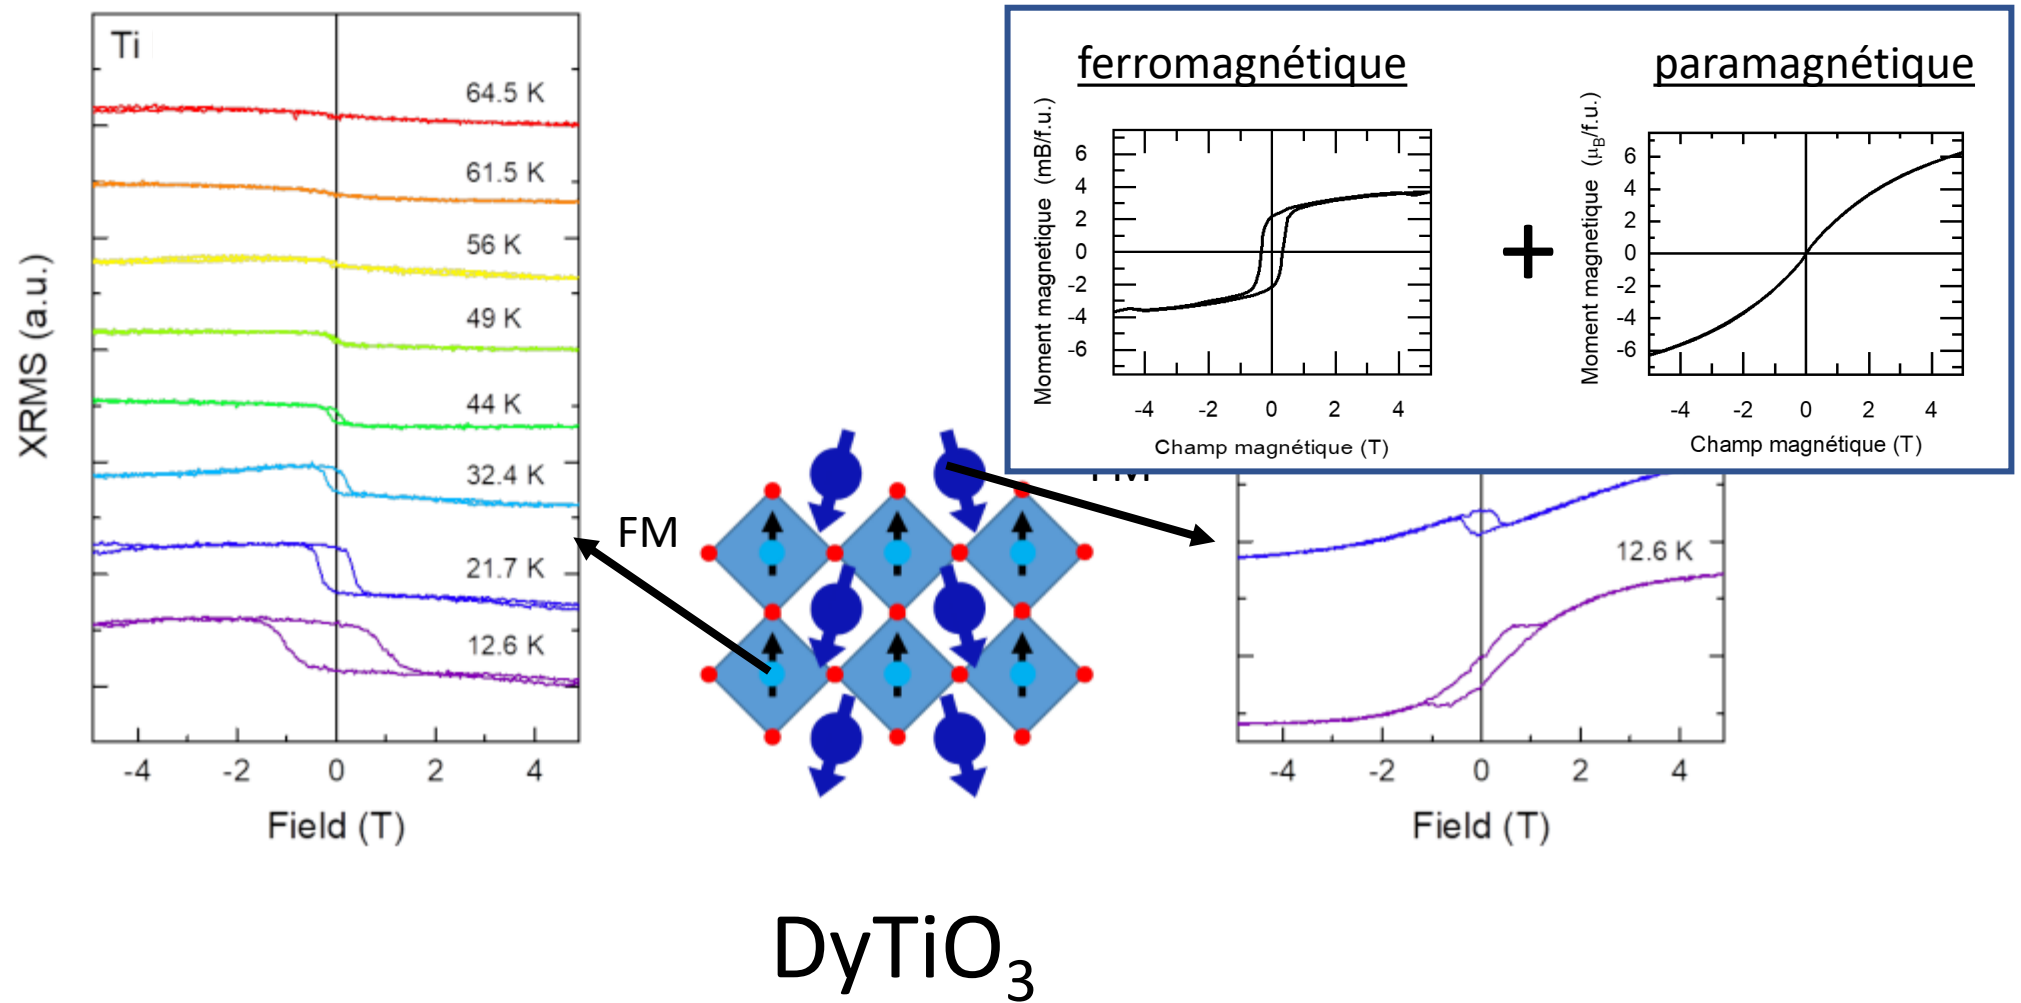 Ti
64.5 K
61.5 K
56 K
49 K
44 K
32.4 K
21.7 K
12.6 K
XRMS (a.u.)
-4 -2 0 2 4
Field (T)
FM
ferromagnétique
Moment magnetique (mB/f.u.)
6
4
2
0
-2
-4
-6
-4 -2 0 2 4
Champ magnétique (T)
+
paramagnétique
Moment magnetique (μB/f.u.)
6
4
2
0
-2
-4
-6
-4 -2 0 2 4
Champ magnétique (T)
12.6 K
-4 -2 0 2 4
Field (T)
DyTiO3